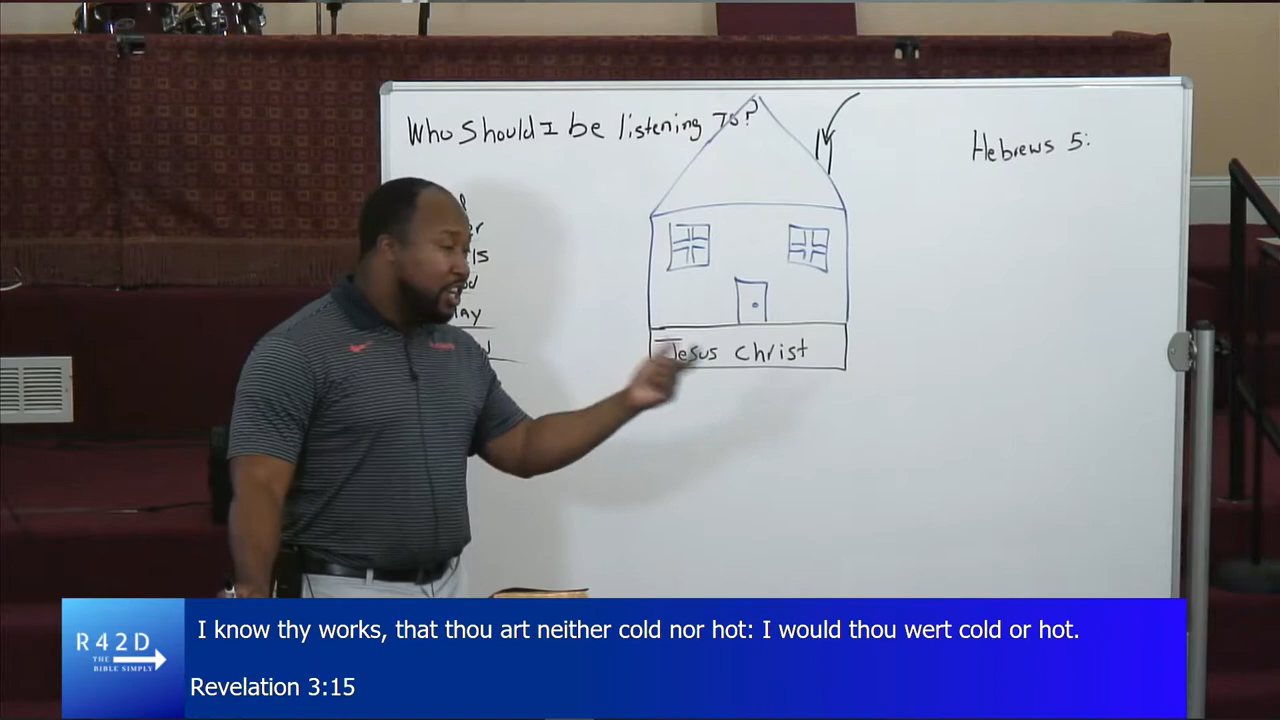 Who Should I be listening To?
Hebrews 5:
Jesus Christ
I know thy works, that thou art neither cold nor hot: I would thou wert cold or hot.
Revelation 3:15
R42D
THE
BIBLE SIMPLY